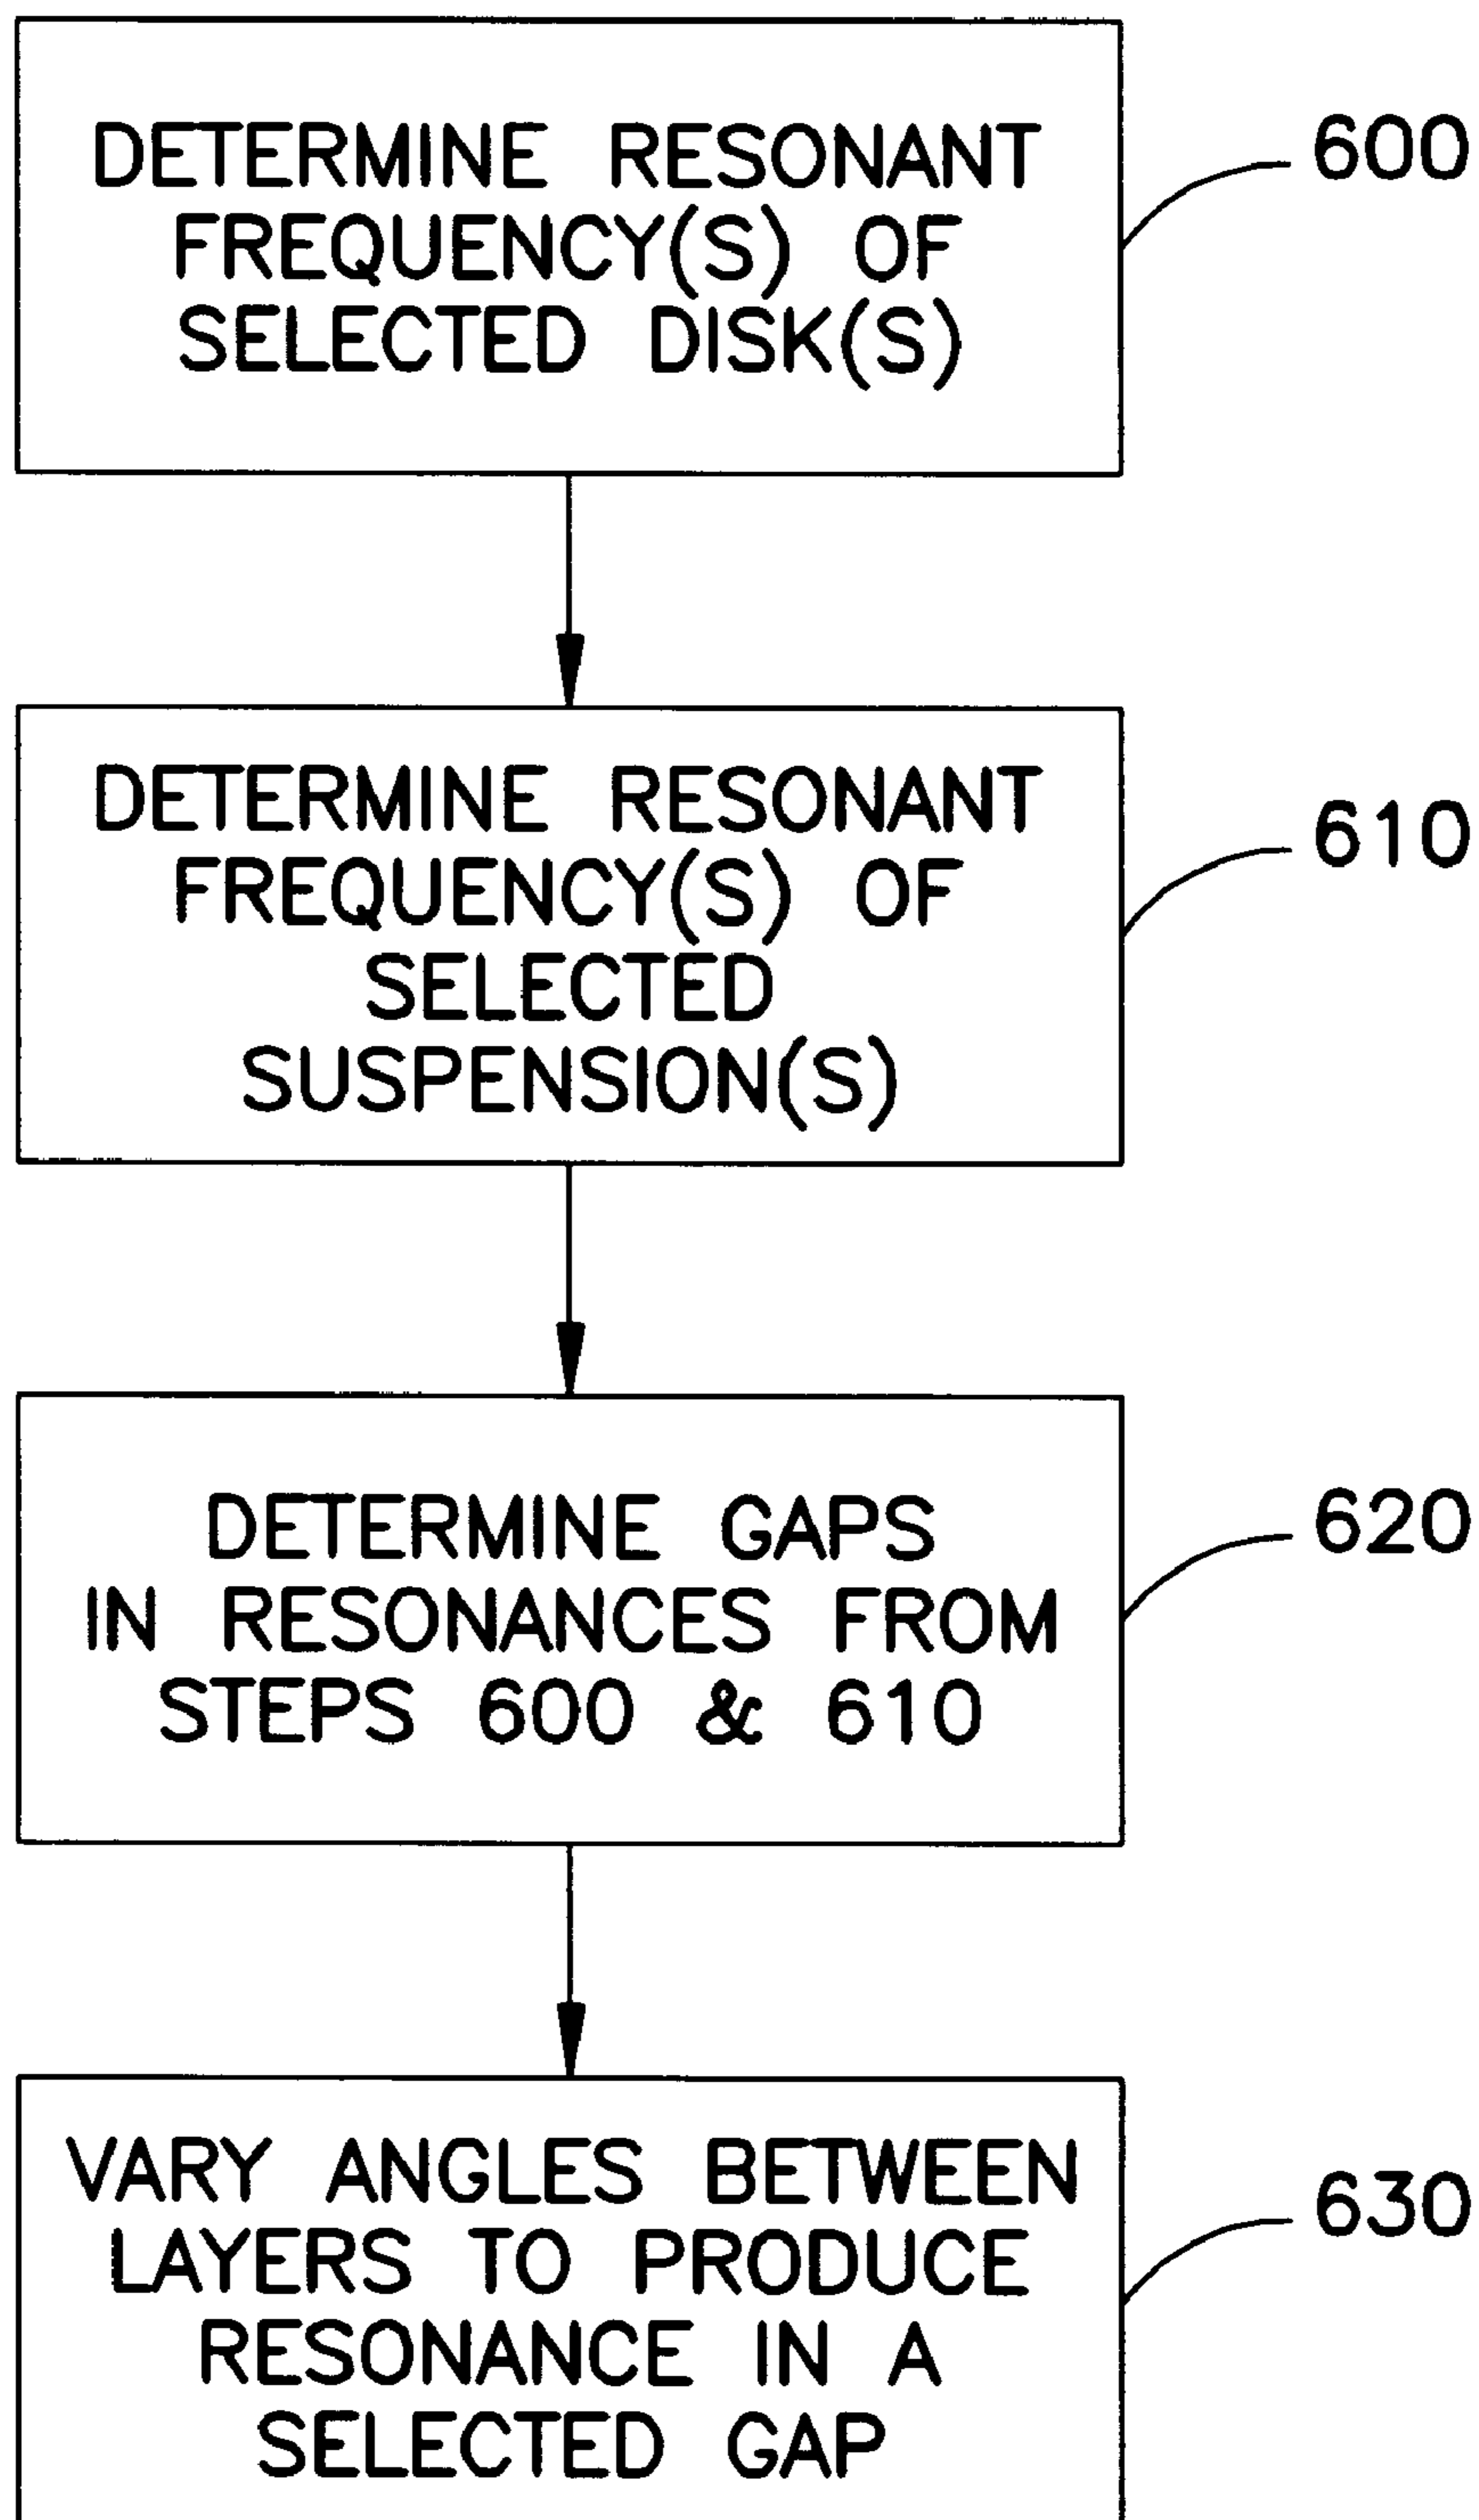 DETERMINE RESONANT
FREQUENCY(S) OF
SELECTED DISK(S)
600
DETERMINE RESONANT
FREQUENCY(S) OF
SELECTED
SUSPENSION(S)
610
DETERMINE GAPS
IN RESONANCES FROM
STEPS 600 & 610
620
VARY ANGLES BETWEEN
LAYERS TO PRODUCE
RESONANCE IN A
SELECTED GAP
630